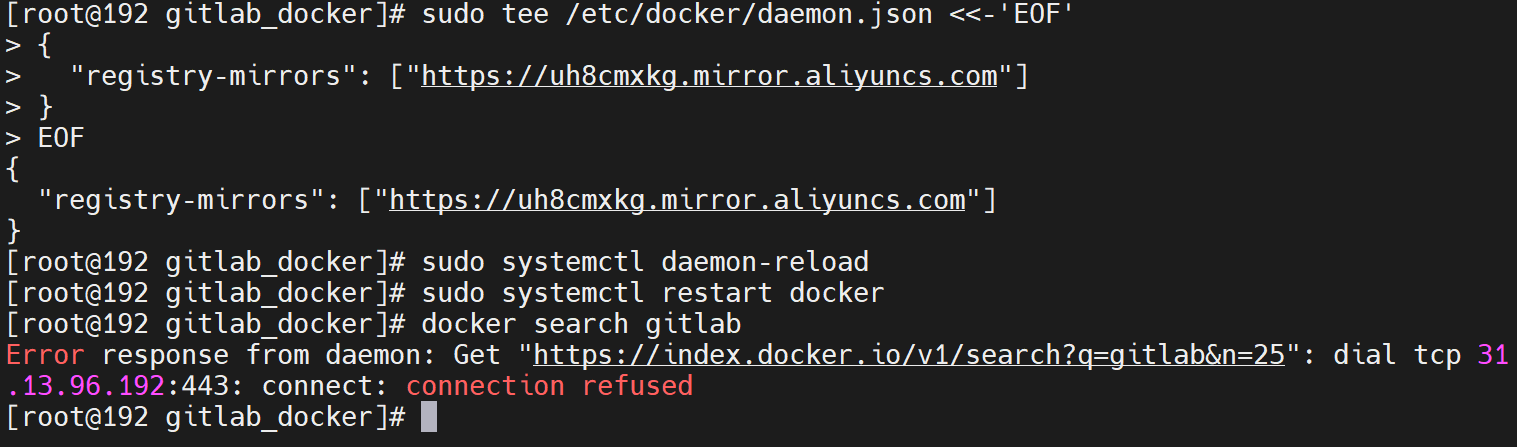 [root@192 gitlab_docker]# sudo tee /etc/docker/daemon.json <<-'EOF'
> {
>   "registry-mirrors": ["https://uh8cmxkg.mirror.aliyuncs.com"]
> }
> EOF
{
  "registry-mirrors": ["https://uh8cmxkg.mirror.aliyuncs.com"]
}
[root@192 gitlab_docker]# sudo systemctl daemon-reload
[root@192 gitlab_docker]# sudo systemctl restart docker
[root@192 gitlab_docker]# docker search gitlab
Error response from daemon: Get "https://index.docker.io/v1/search?q=gitlab&n=25": dial tcp 31
.13.96.192:443: connect: connection refused
[root@192 gitlab_docker]#